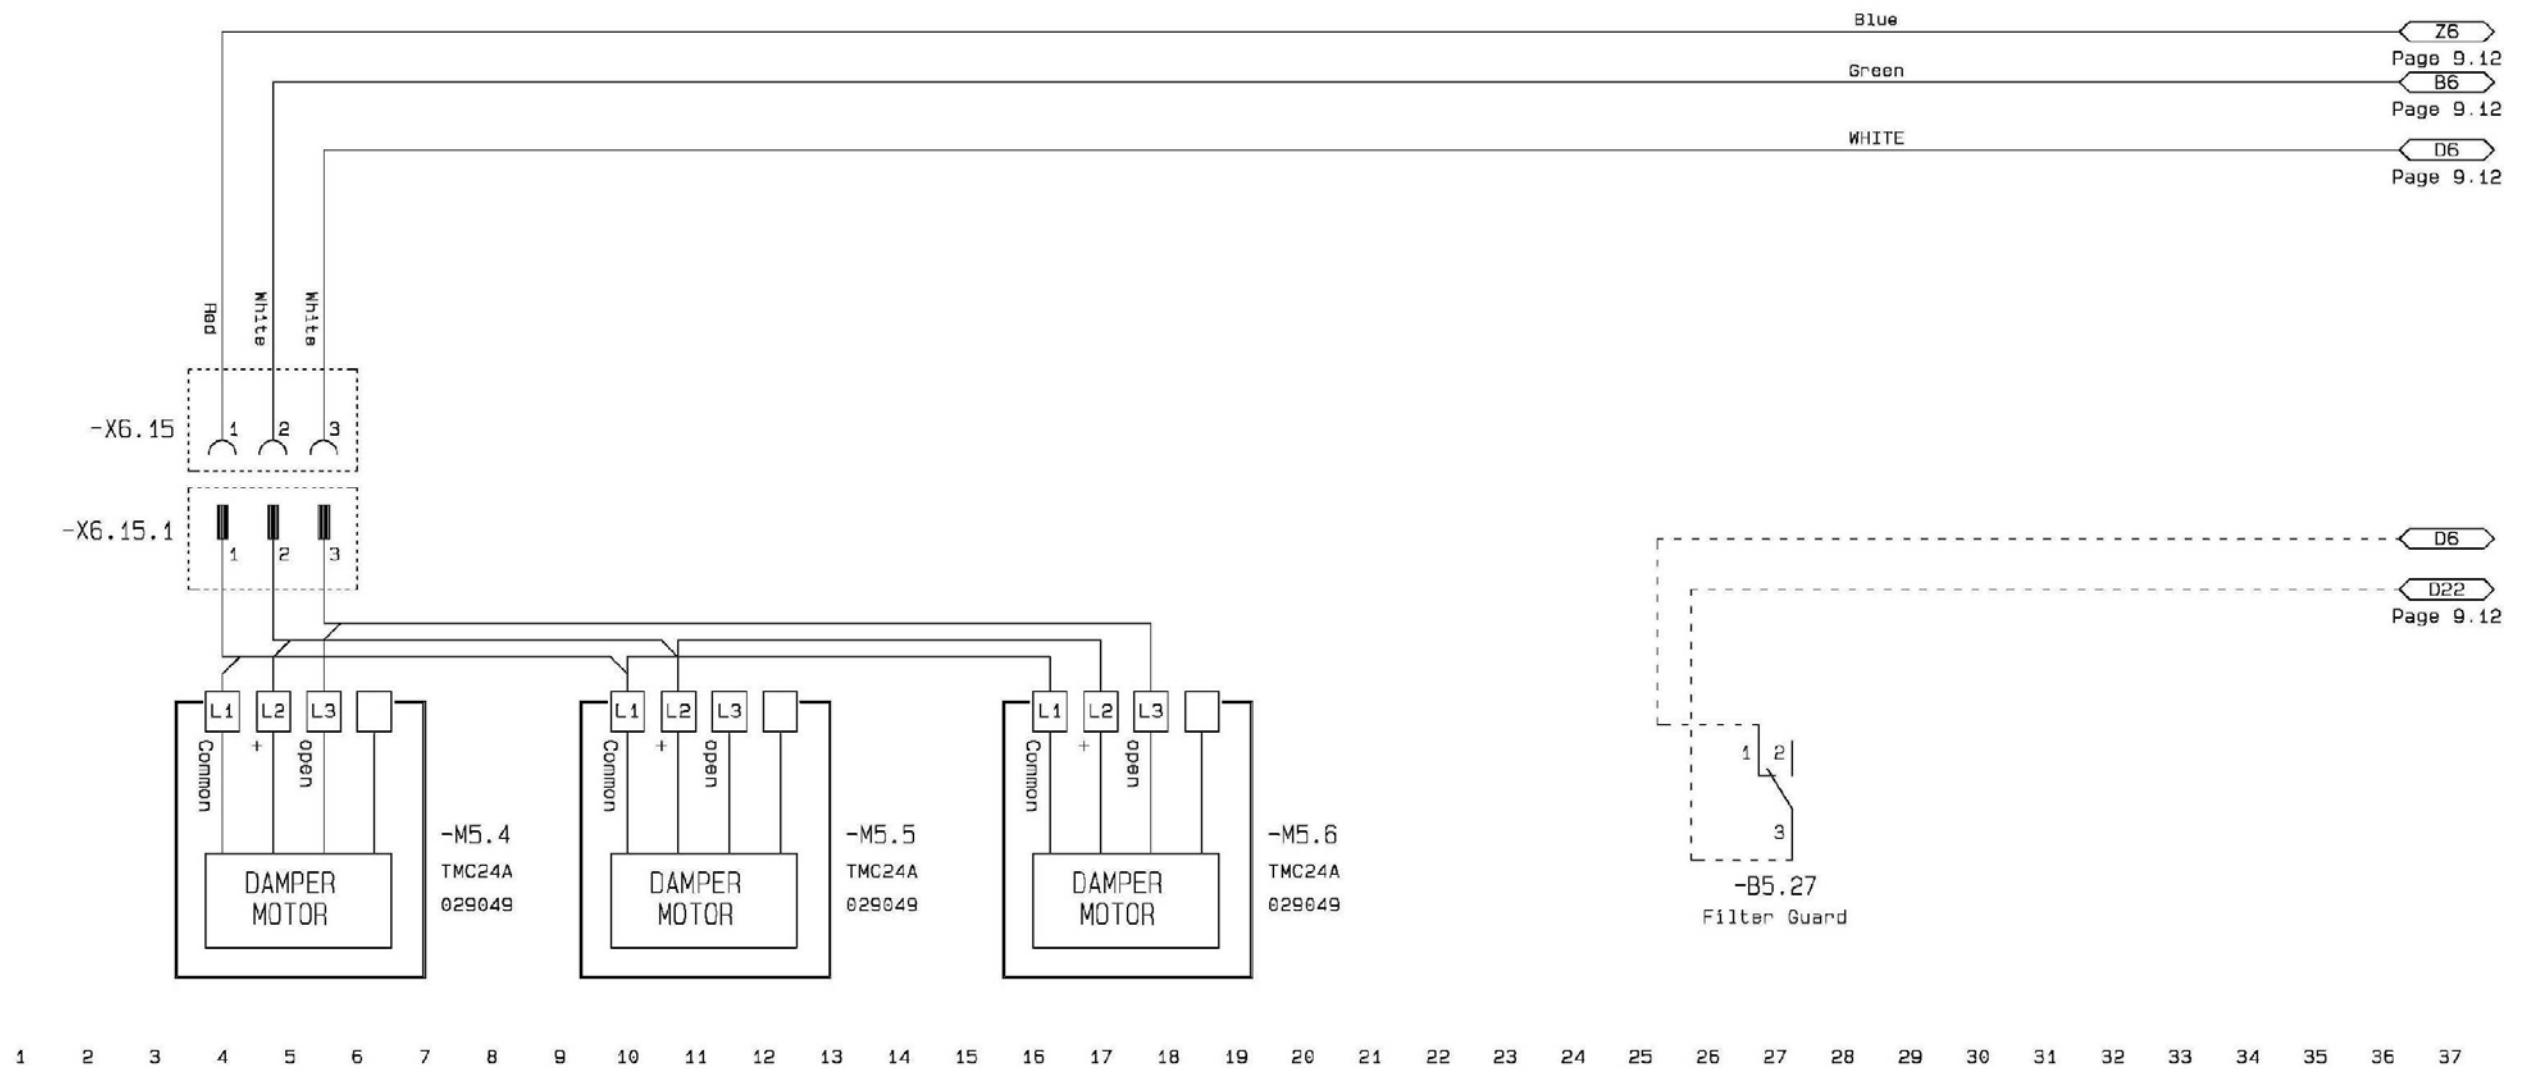 Blue
Z6
Page 9.12
Green
B6
Page 9.12
WHITE
D6
Page 9.12
Red
White
White
-X6.15
1 2 3
-X6.15.1
1 2 3
D6
D22
Page 9.12
L1 L2 L3
Common
+
open
-M5.4
TMC24A
029049
DAMPER
MOTOR
L1 L2 L3
Common
+
open
-M5.5
TMC24A
029049
DAMPER
MOTOR
L1 L2 L3
Common
+
open
-M5.6
TMC24A
029049
DAMPER
MOTOR
1 2
3
-B5.27
Filter Guard
1 2 3 4 5 6 7 8 9 10 11 12 13 14 15 16 17 18 19 20 21 22 23 24 25 26 27 28 29 30 31 32 33 34 35 36 37